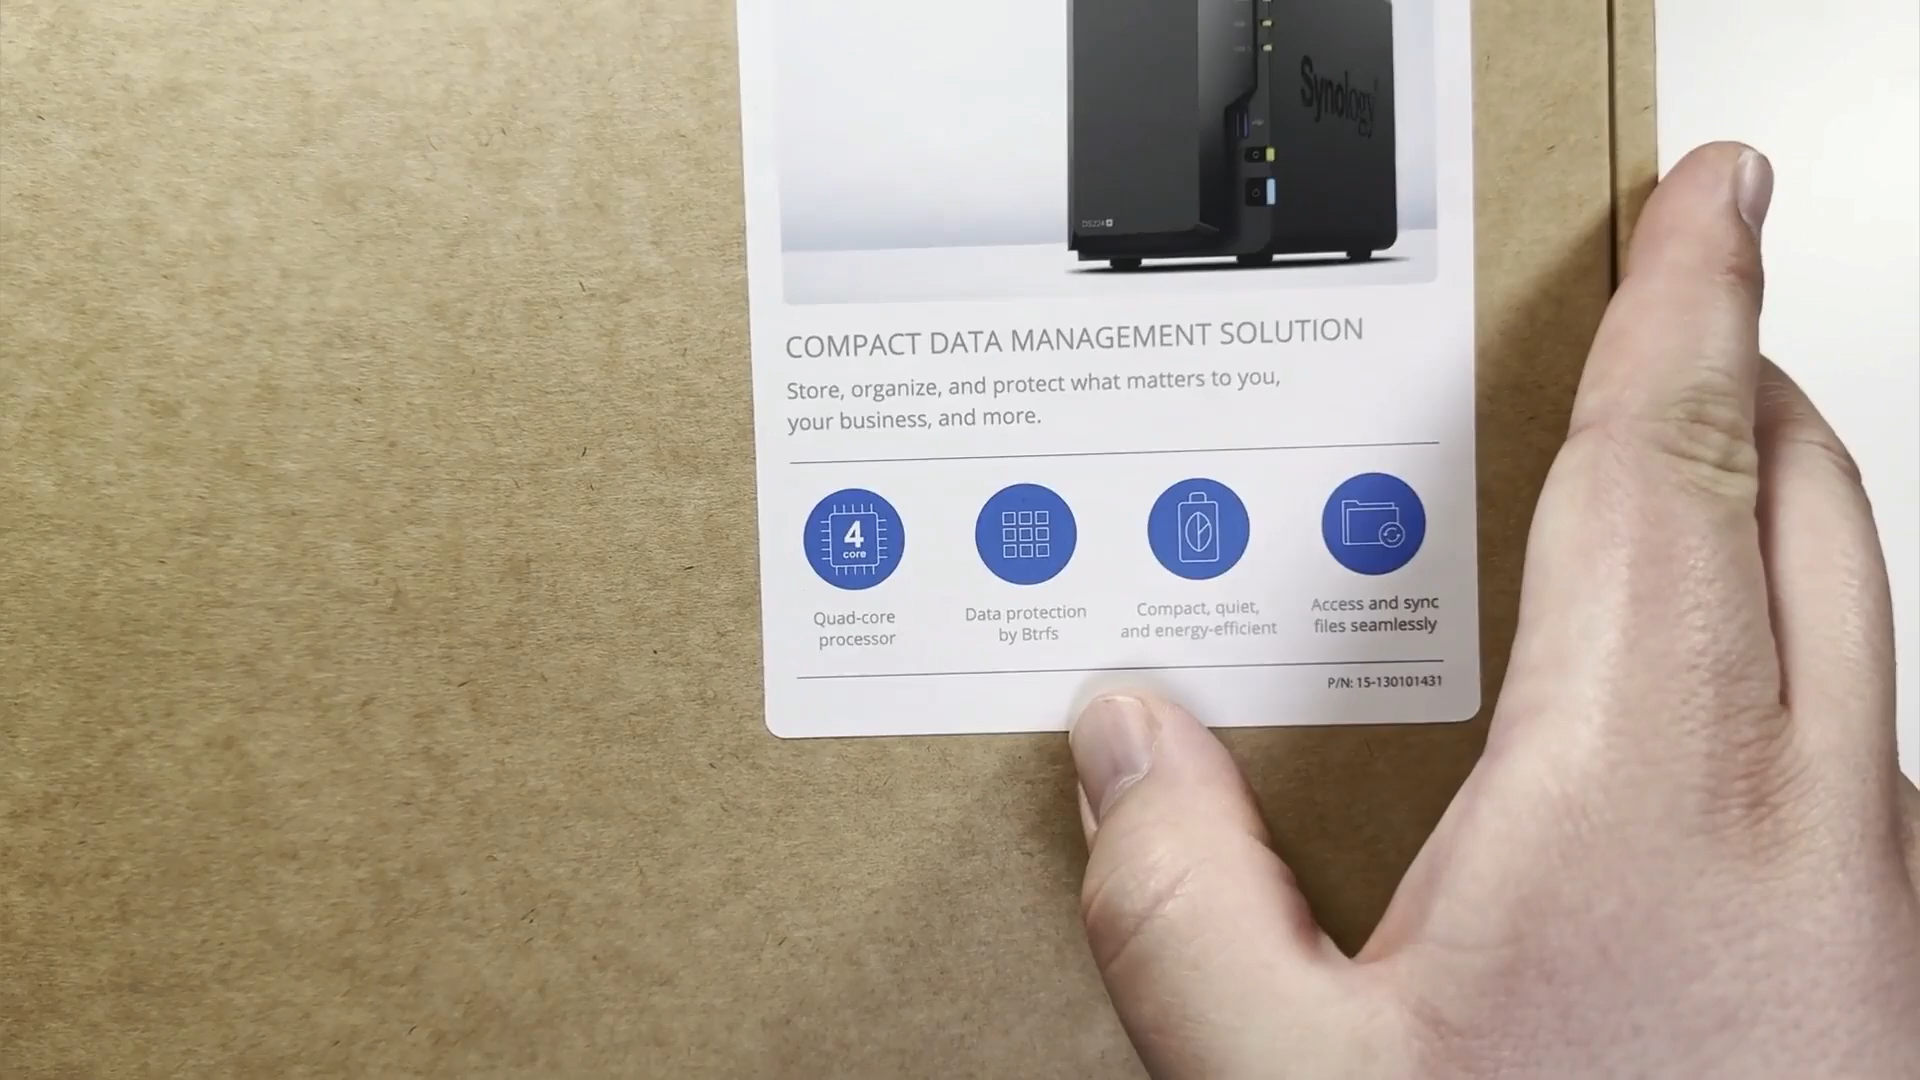 Synology
DS224+
COMPACT DATA MANAGEMENT SOLUTION
Store, organize, and protect what matters to you,
your business, and more.
4
core
Quad-core
processor
Data protection
by Btrfs
Compact, quiet,
and energy-efficient
Access and sync
files seamlessly
P/N: 15-130101431